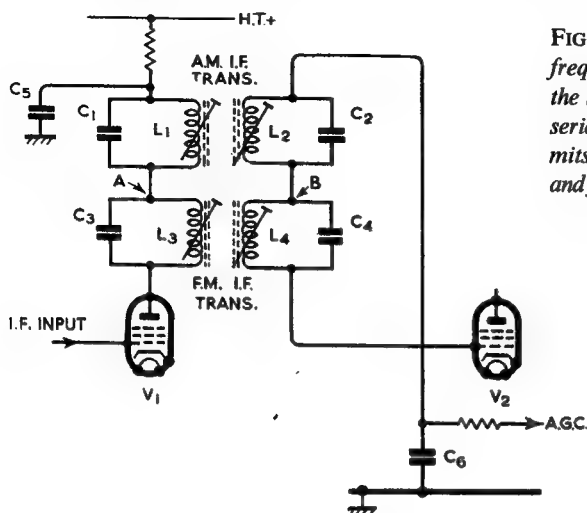 H.T.+
A.M. I.F.
TRANS.
C5
C1
L1
L2
C2
A
B
C3
L3
L4
C4
F.M. I.F.
TRANS.
I.F. INPUT
V1
V2
A.G.C.
C6
FIG
freq
the
seri
mits
and